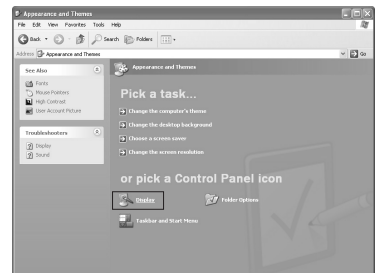 Appearance and Themes
File Edit View Favorites Tools Help
Back Search Folders
Address Appearance and Themes Go
See Also
Fonts
Mouse Pointers
High Contrast
User Account Picture
Troubleshooters
Display
Sound
Appearance and Themes
Pick a task...
Change the computer's theme
Change the desktop background
Choose a screen saver
Change the screen resolution
or pick a Control Panel icon
Display Folder Options
Taskbar and Start Menu